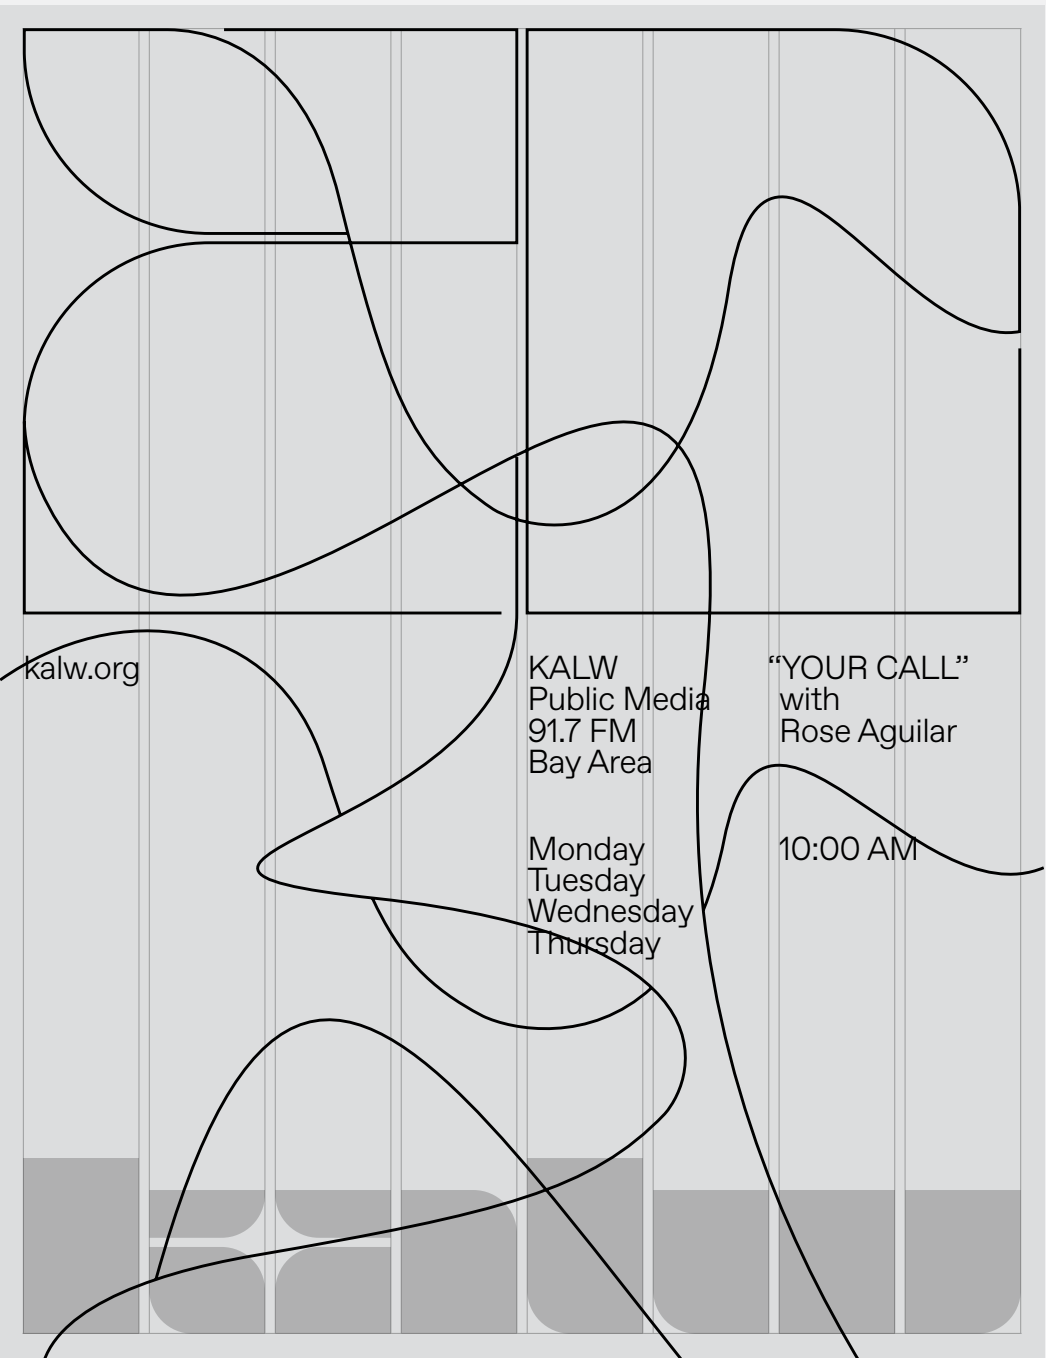 kalw.org
KALW
Public Media
91.7 FM
Bay Area
“YOUR CALL”
with
Rose Aguilar
Monday
Tuesday
Wednesday
Thursday
10:00 AM